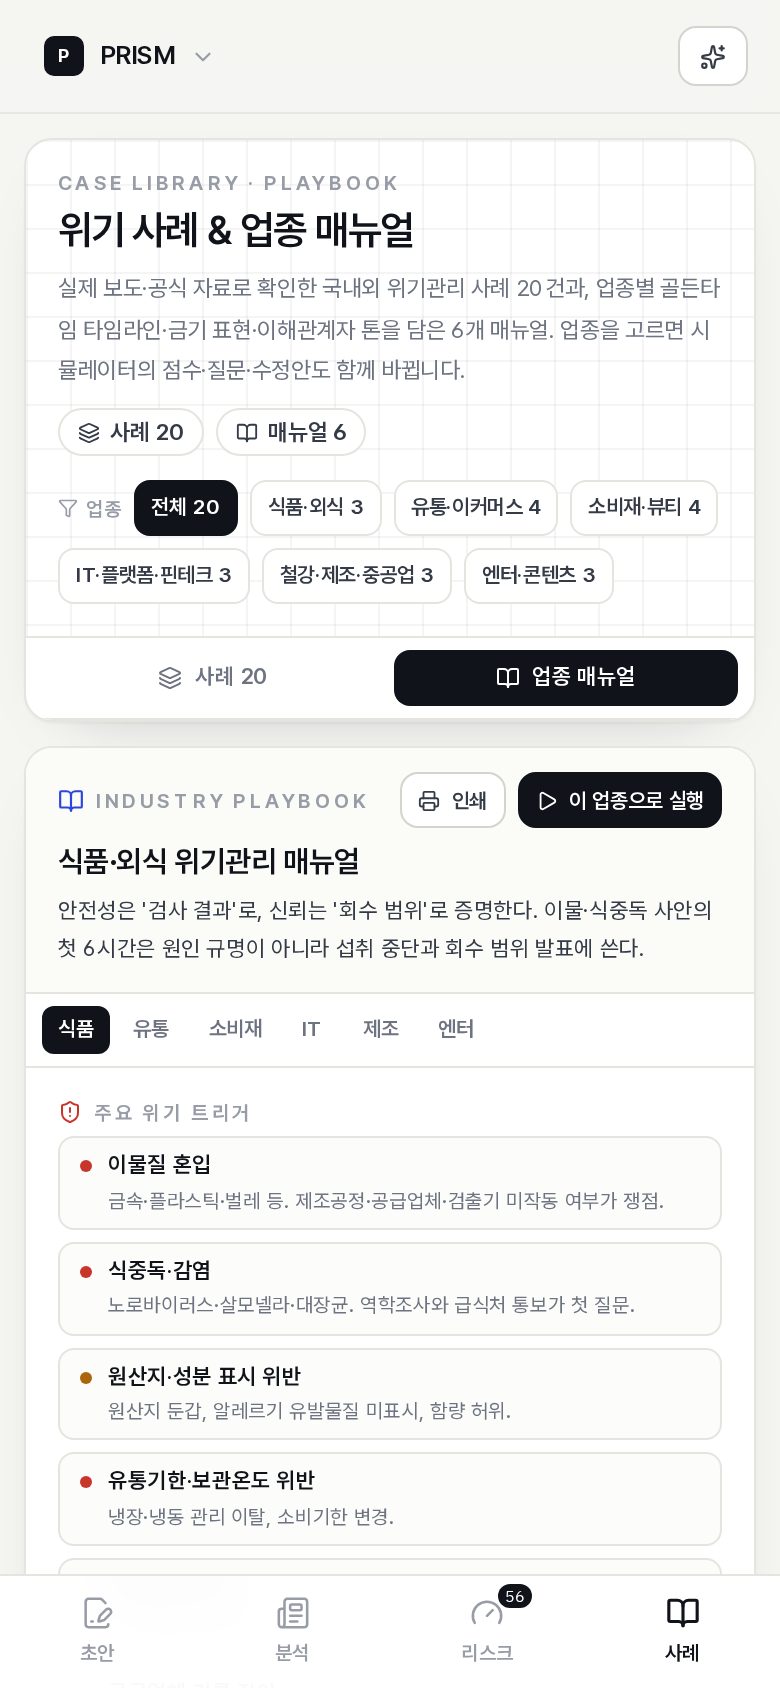 P PRISM
CASE LIBRARY · PLAYBOOK
위기 사례 & 업종 매뉴얼
실제 보도·공식 자료로 확인한 국내외 위기관리 사례 20건과, 업종별 골든타
임 타임라인·금기 표현·이해관계자 톤을 담은 6개 매뉴얼. 업종을 고르면 시
뮬레이터의 점수·질문·수정안도 함께 바뀝니다.
사례 20 매뉴얼 6
업종 전체 20 식품·외식 3 유통·이커머스 4 소비재·뷰티 4
IT·플랫폼·핀테크 3 철강·제조·중공업 3 엔터·콘텐츠 3
사례 20 업종 매뉴얼
INDUSTRY PLAYBOOK 인쇄 이 업종으로 실행
식품·외식 위기관리 매뉴얼
안전성은 '검사 결과'로, 신뢰는 '회수 범위'로 증명한다. 이물·식중독 사안의
첫 6시간은 원인 규명이 아니라 섭취 중단과 회수 범위 발표에 쓴다.
식품 유통 소비재 IT 제조 엔터
주요 위기 트리거
이물질 혼입
금속·플라스틱·벌레 등. 제조공정·공급업체·검출기 미작동 여부가 쟁점.
식중독·감염
노로바이러스·살모넬라·대장균. 역학조사와 급식처 통보가 첫 질문.
원산지·성분 표시 위반
원산지 둔갑, 알레르기 유발물질 미표시, 함량 허위.
유통기한·보관온도 위반
냉장·냉동 관리 이탈, 소비기한 변경.
56
초안 분석 리스크 사례